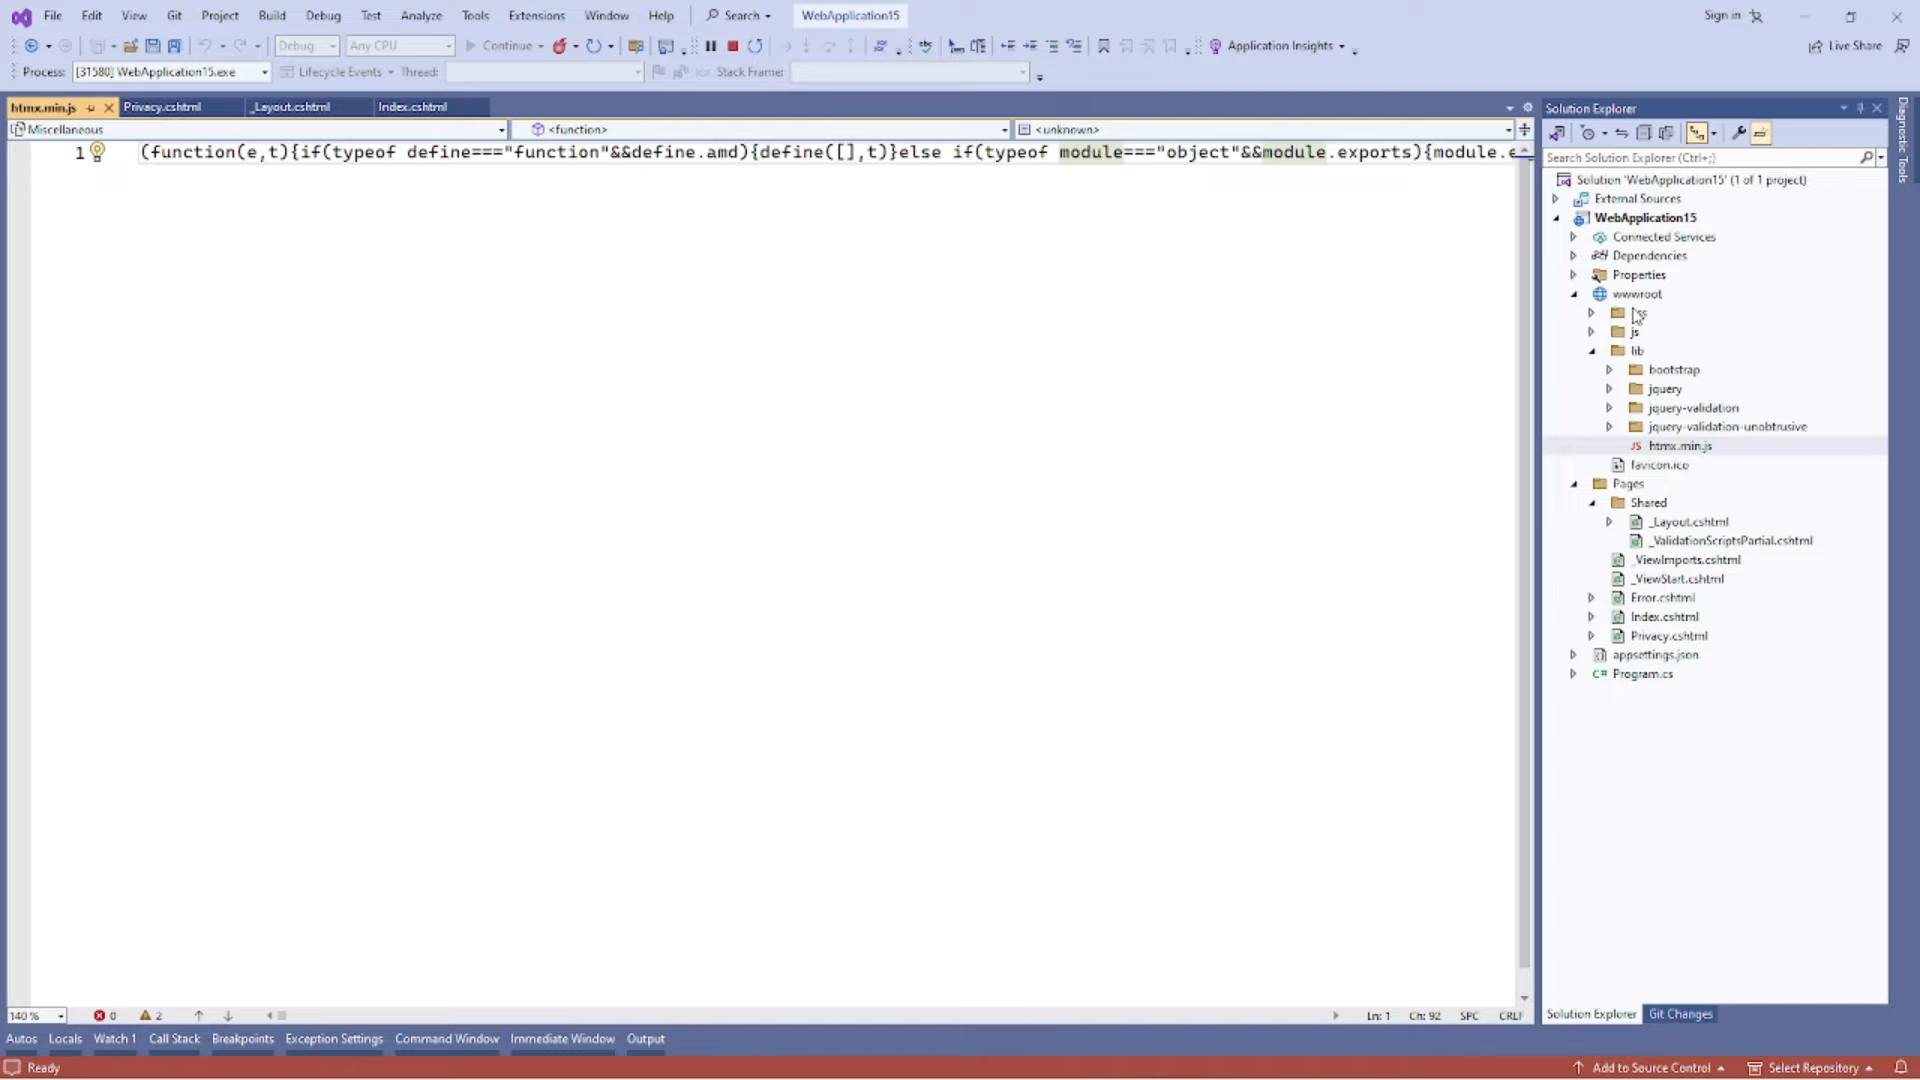 File Edit View Git Project Build Debug Test Analyze Tools Extensions Window Help Search WebApplication15 Sign in
Debug Any CPU Continue Application Insights Live Share
Process: [31580] WebApplication15.exe Lifecycle Events Thread: Stack Frame:
htmx.min.js Privacy.cshtml _Layout.cshtml Index.cshtml
Miscellaneous <function> <unknown>
1 (function(e,t){if(typeof define==="function"&&define.amd){define([],t)}else if(typeof module==="object"&&module.exports){module.e
Solution Explorer
Search Solution Explorer (Ctrl+;)
Solution 'WebApplication15' (1 of 1 project)
External Sources
WebApplication15
Connected Services
Dependencies
Properties
wwwroot
js
lib
bootstrap
jquery
jquery-validation
jquery-validation-unobtrusive
JS htmx.min.js
favicon.ico
Pages
Shared
_Layout.cshtml
_ValidationScriptsPartial.cshtml
_ViewImports.cshtml
_ViewStart.cshtml
Error.cshtml
Index.cshtml
Privacy.cshtml
appsettings.json
C# Program.cs
Diagnostic Tools
140 % 0 2 Ln: 1 Ch: 92 SPC CRLF
Solution Explorer Git Changes
Autos Locals Watch 1 Call Stack Breakpoints Exception Settings Command Window Immediate Window Output
Ready Add to Source Control Select Repository